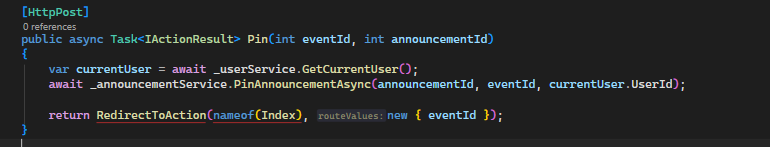 [HttpPost]
0 references
public async Task<IActionResult> Pin(int eventId, int announcementId)
{
var currentUser = await _userService.GetCurrentUser();
await _announcementService.PinAnnouncementAsync(announcementId, eventId, currentUser.UserId);
return RedirectToAction(nameof(Index), routeValues: new { eventId });
}